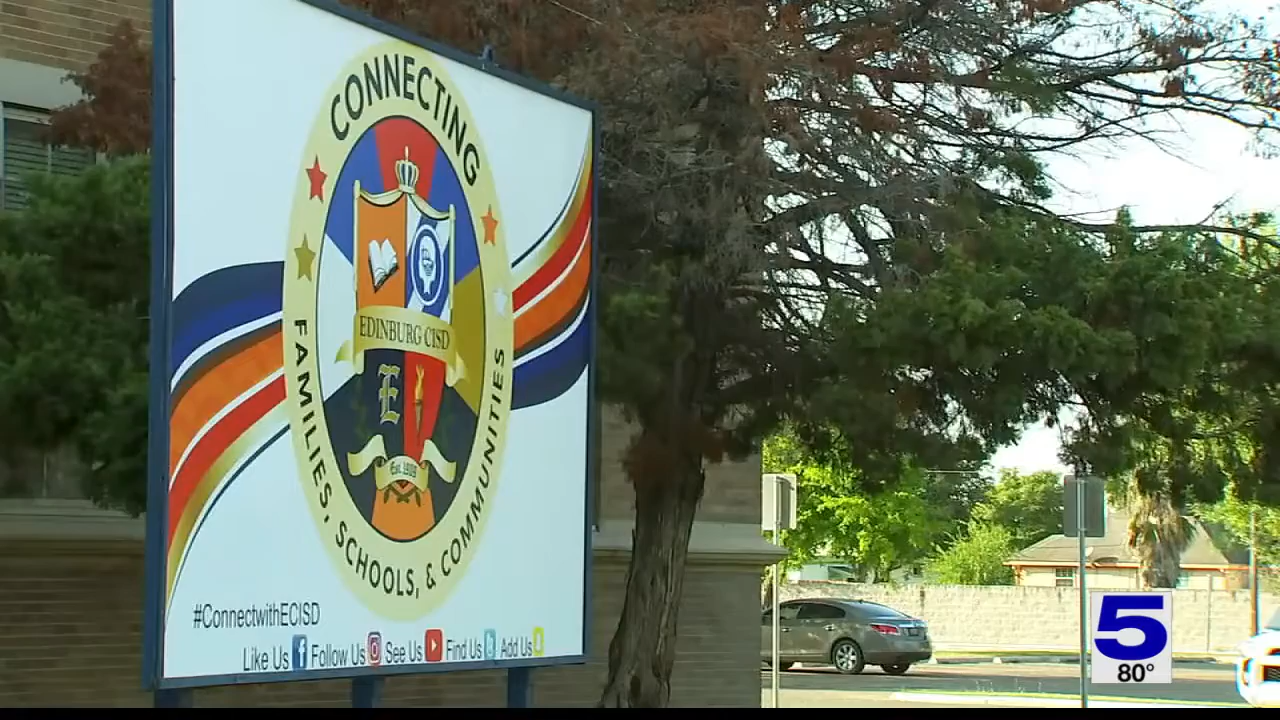 CONNECTING
EDINBURG CISD
E
Est. 1908
FAMILIES, SCHOOLS, & COMMUNITIES
#ConnectwithECISD
Like Us Follow Us See Us Find Us Add Us
5
80°